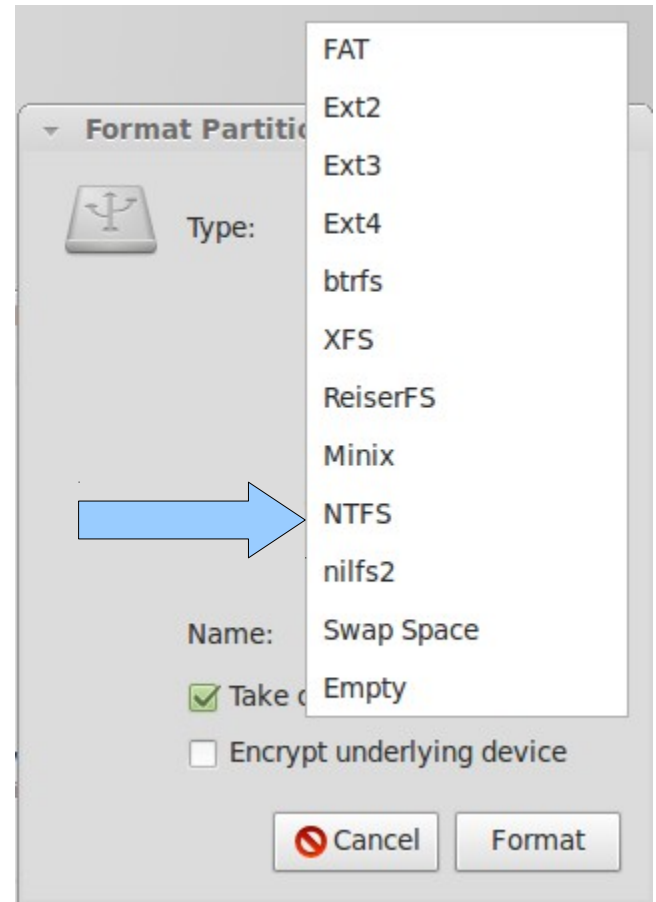 FAT
Format Partitio
Ext2
Ext3
Type:
Ext4
btrfs
XFS
ReiserFS
Minix
NTFS
nilfs2
Name:
Swap Space
Take
Empty
Encrypt underlying device
Cancel
Format